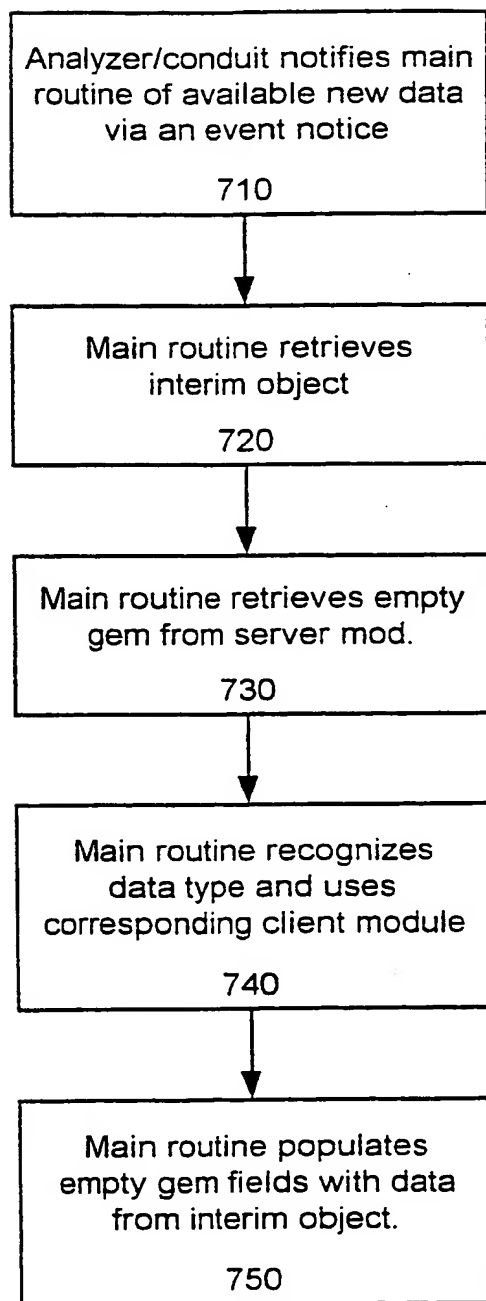 Analyzer/conduit notifies main
routine of available new data
via an event notice
710
Main routine retrieves
interim object
720
Main routine retrieves empty
gem from server mod.
730
Main routine recognizes
data type and uses
corresponding client module
740
Main routine populates
empty gem fields with data
from interim object.
750